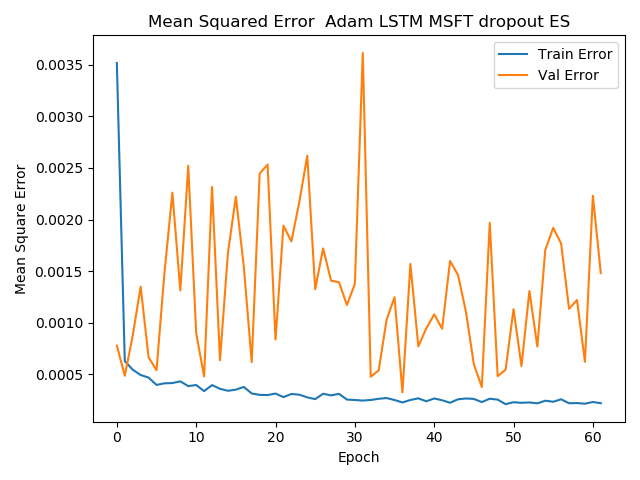 Mean Squared Error  Adam LSTM MSFT dropout ES
Train Error
Val Error
Mean Square Error
0.0035
0.0030
0.0025
0.0020
0.0015
0.0010
0.0005
0 10 20 30 40 50 60
Epoch